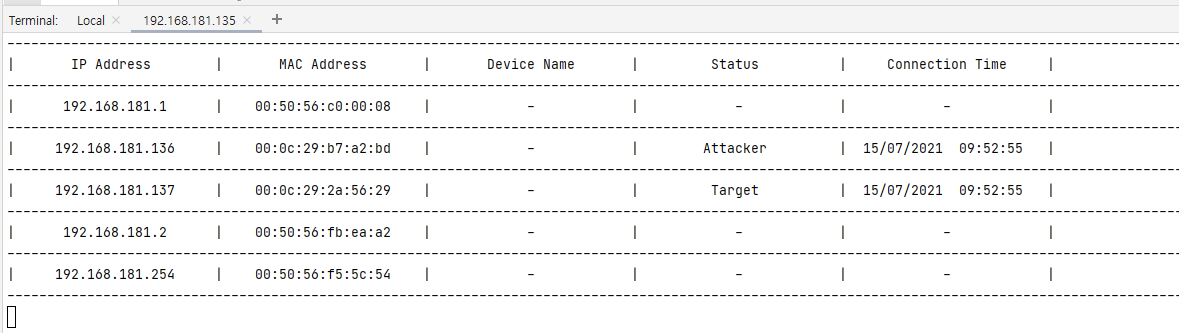 Terminal: Local × 192.168.181.135 × +
| IP Address | MAC Address | Device Name | Status | Connection Time |
| 192.168.181.1 | 00:50:56:c0:00:08 | - | - | - |
| 192.168.181.136 | 00:0c:29:b7:a2:bd | - | Attacker | 15/07/2021 09:52:55 |
| 192.168.181.137 | 00:0c:29:2a:56:29 | - | Target | 15/07/2021 09:52:55 |
| 192.168.181.2 | 00:50:56:fb:ea:a2 | - | - | - |
| 192.168.181.254 | 00:50:56:f5:5c:54 | - | - | - |